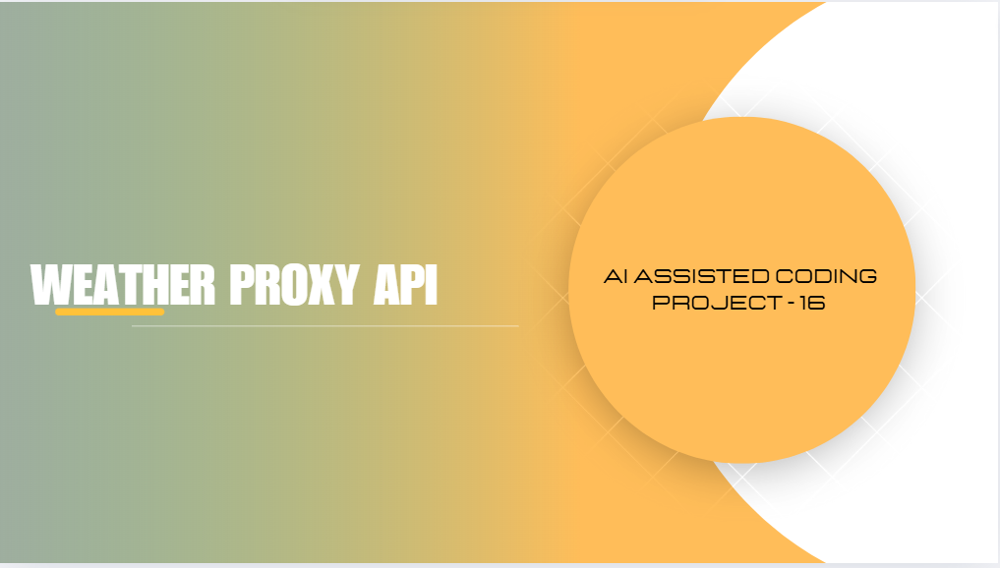 WEATHER PROXY API
AI ASSISTED CODING
PROJECT - 16